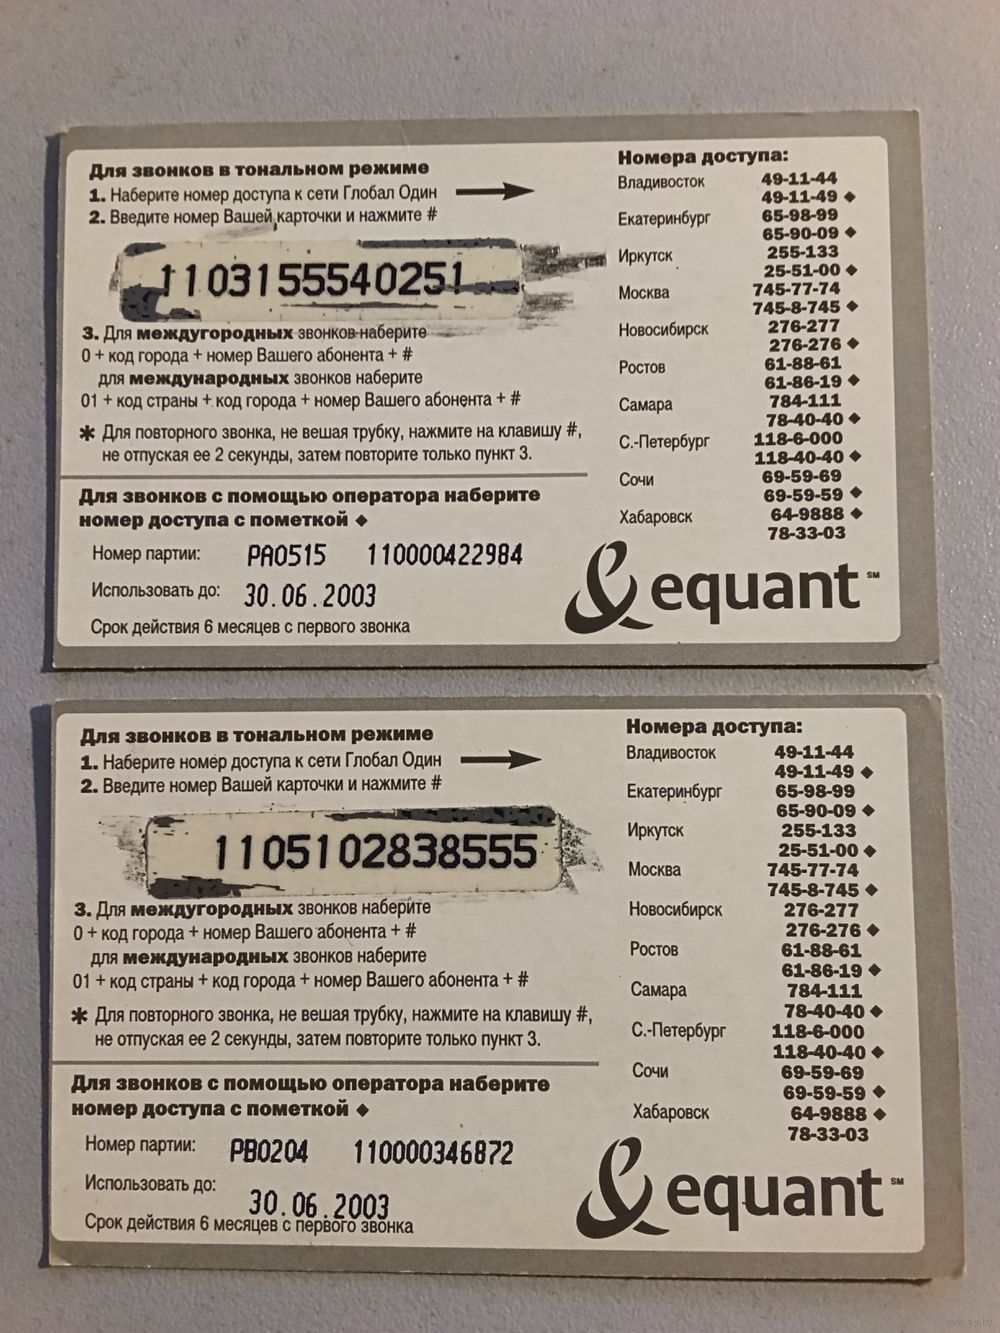 Для звонков в тональном режиме
1. Наберите номер доступа к сети Глобал Один
2. Введите номер Вашей карточки и нажмите #
1103155540251
3. Для междугородных звонков наберите
0 + код города + номер Вашего абонента + #
для международных звонков наберите
01 + код страны + код города + номер Вашего абонента + #
* Для повторного звонка, не вешая трубку, нажмите на клавишу #,
не отпуская ее 2 секунды, затем повторите только пункт 3.
Для звонков с помощью оператора наберите
номер доступа с пометкой ◆
Номер партии: PA0515 110000422984
Использовать до: 30.06.2003
Срок действия 6 месяцев с первого звонка
Номера доступа:
Владивосток 49-11-44
49-11-49 ◆
Екатеринбург 65-98-99
65-90-09 ◆
Иркутск 255-133
25-51-00 ◆
Москва 745-77-74
745-8-745 ◆
Новосибирск 276-277
276-276 ◆
Ростов 61-88-61
61-86-19 ◆
Самара 784-111
78-40-40 ◆
С.-Петербург 118-6-000
118-40-40 ◆
Сочи 69-59-69
69-59-59 ◆
Хабаровск 64-9888 ◆
78-33-03
equant SM
Для звонков в тональном режиме
1. Наберите номер доступа к сети Глобал Один
2. Введите номер Вашей карточки и нажмите #
1105102838555
3. Для междугородных звонков наберите
0 + код города + номер Вашего абонента + #
для международных звонков наберите
01 + код страны + код города + номер Вашего абонента + #
* Для повторного звонка, не вешая трубку, нажмите на клавишу #,
не отпуская ее 2 секунды, затем повторите только пункт 3.
Для звонков с помощью оператора наберите
номер доступа с пометкой ◆
Номер партии: PB0204 110000346872
Использовать до: 30.06.2003
Срок действия 6 месяцев с первого звонка
Номера доступа:
Владивосток 49-11-44
49-11-49 ◆
Екатеринбург 65-98-99
65-90-09 ◆
Иркутск 255-133
25-51-00 ◆
Москва 745-77-74
745-8-745 ◆
Новосибирск 276-277
276-276 ◆
Ростов 61-88-61
61-86-19 ◆
Самара 784-111
78-40-40 ◆
С.-Петербург 118-6-000
118-40-40 ◆
Сочи 69-59-69
69-59-59 ◆
Хабаровск 64-9888 ◆
78-33-03
equant SM
www.ay.by